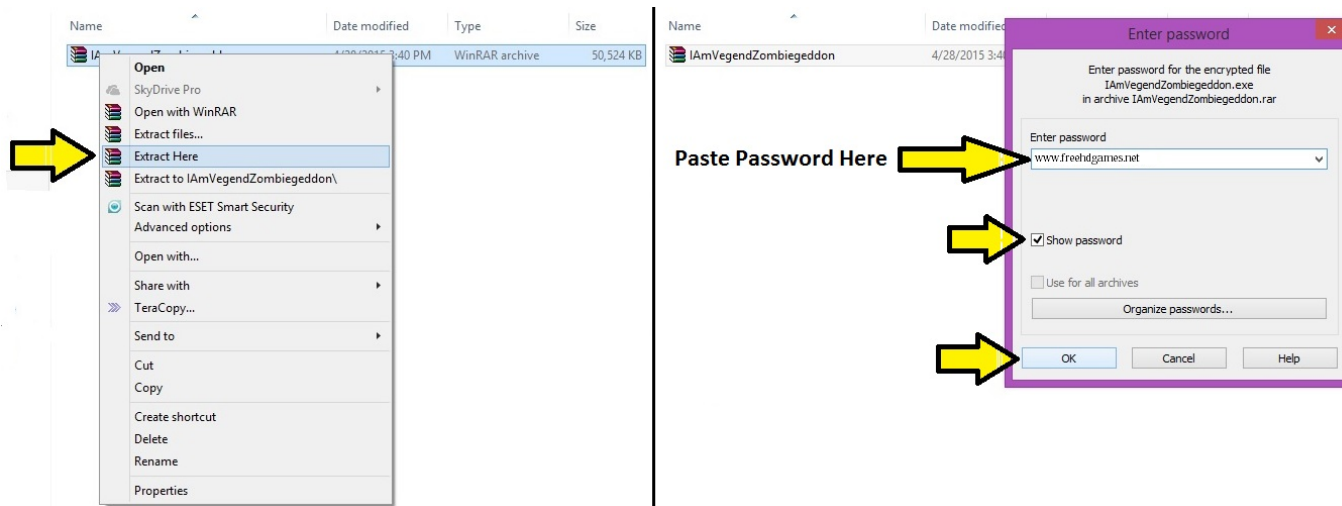 Name Date modified Type Size
4/28/2015 3:40 PM WinRAR archive 50,524 KB
Open
SkyDrive Pro
Open with WinRAR
Extract files...
Extract Here
Extract to IAmVegendZombiegeddon\
Scan with ESET Smart Security
Advanced options
Open with...
Share with
TeraCopy...
Send to
Cut
Copy
Create shortcut
Delete
Rename
Properties
Name Date modified
IAmVegendZombiegeddon 4/28/2015 3:40
Paste Password Here
Enter password
Enter password for the encrypted file
IAmVegendZombiegeddon.exe
in archive IAmVegendZombiegeddon.rar
Enter password
www.freehdgames.net
Show password
Use for all archives
Organize passwords...
OK Cancel Help